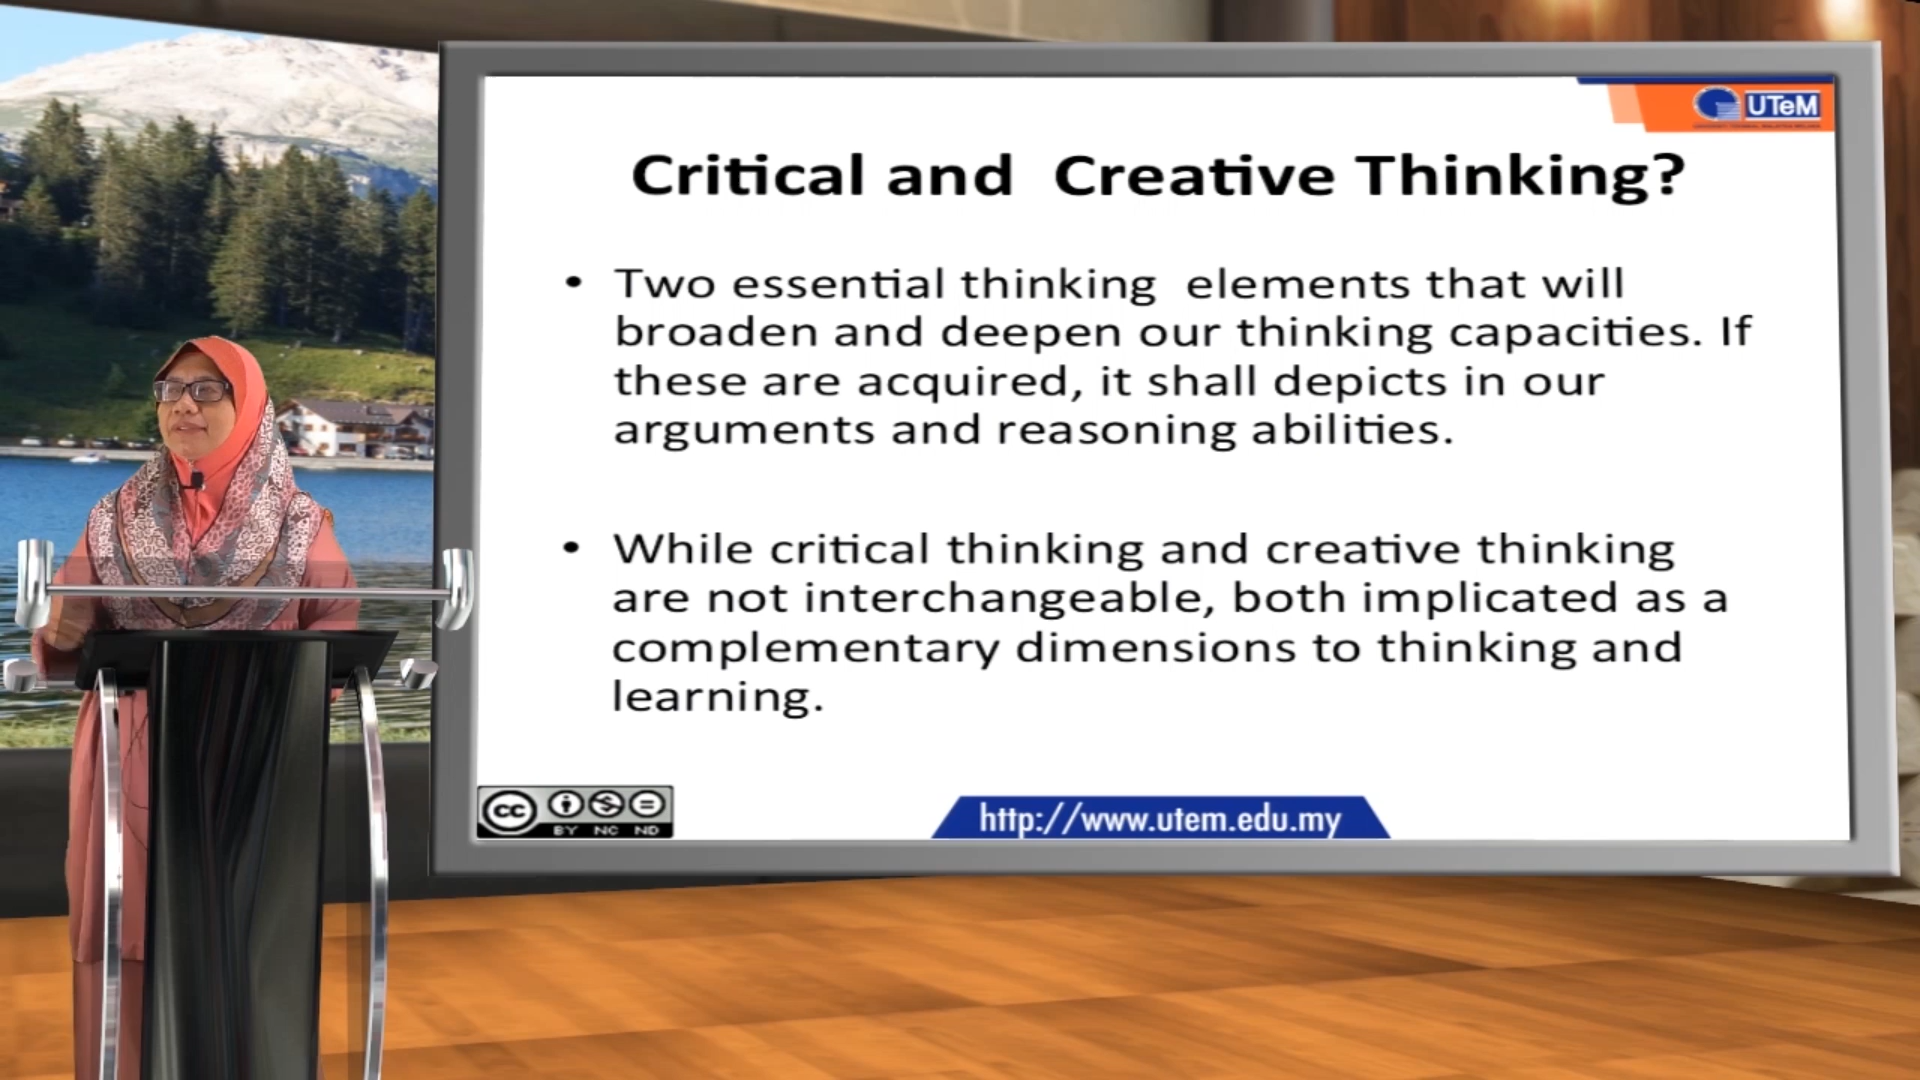 UTeM
Critical and Creative Thinking?
• Two essential thinking elements that will
broaden and deepen our thinking capacities. If
these are acquired, it shall depicts in our
arguments and reasoning abilities.
• While critical thinking and creative thinking
are not interchangeable, both implicated as a
complementary dimensions to thinking and
learning.
cc
BY NC ND
http://www.utem.edu.my